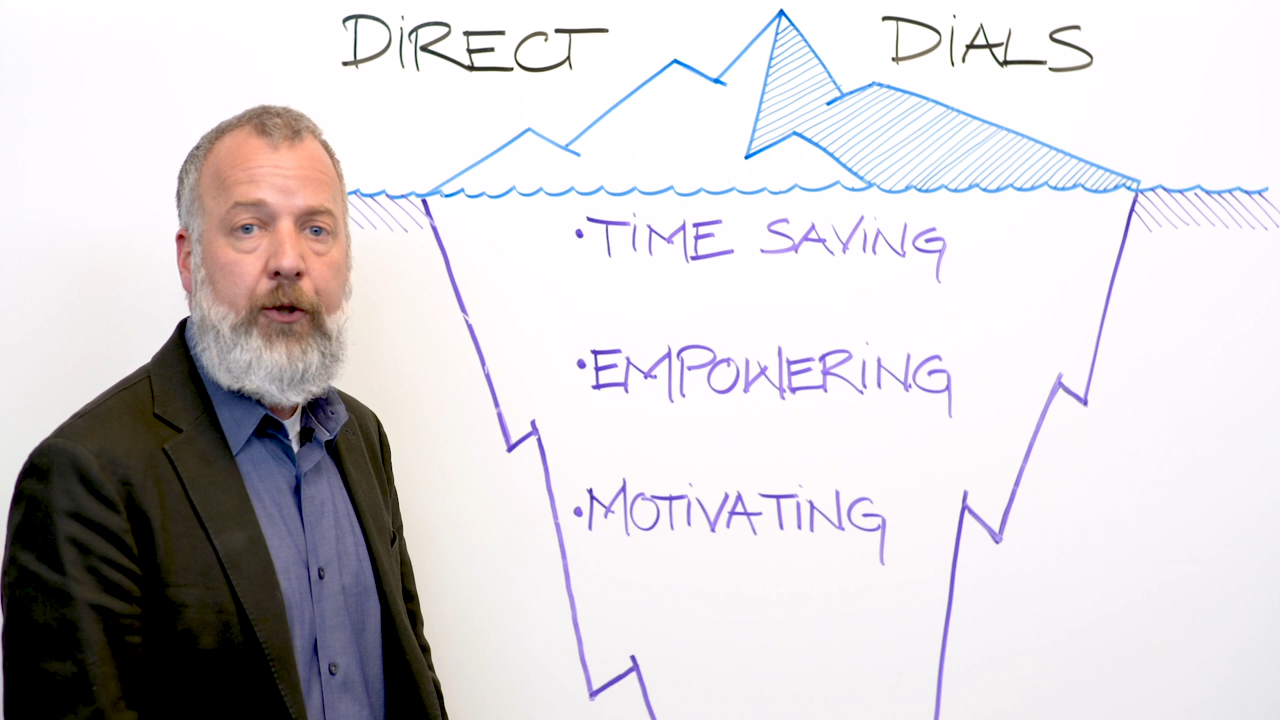 DiRECT DiALS
•TiME SAViNG
•EMPOWERiNG
•MOTiVATiNG